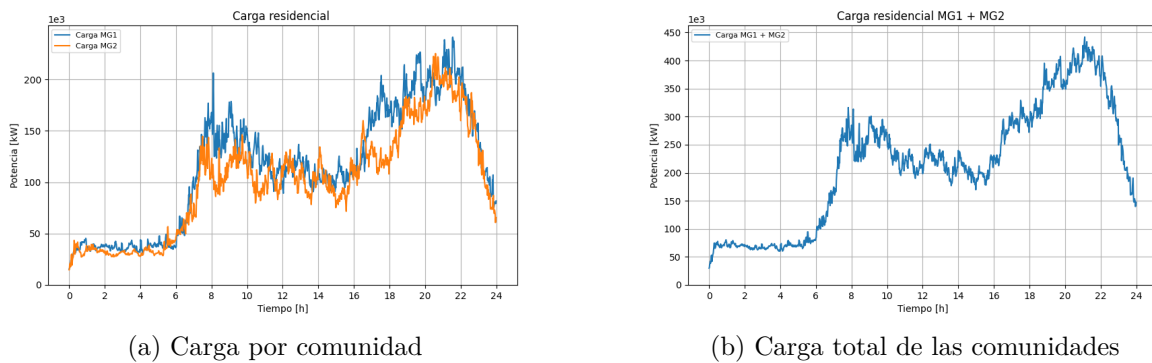 Carga residencial
1e3
Carga MG1
Carga MG2
200
150
100
50
0
Potencia [kW]
0 2 4 6 8 10 12 14 16 18 20 22 24
Tiempo [h]
(a) Carga por comunidad
Carga residencial MG1 + MG2
1e3
Carga MG1 + MG2
450
400
350
300
250
200
150
100
50
0
Potencia [kW]
0 2 4 6 8 10 12 14 16 18 20 22 24
Tiempo [h]
(b) Carga total de las comunidades